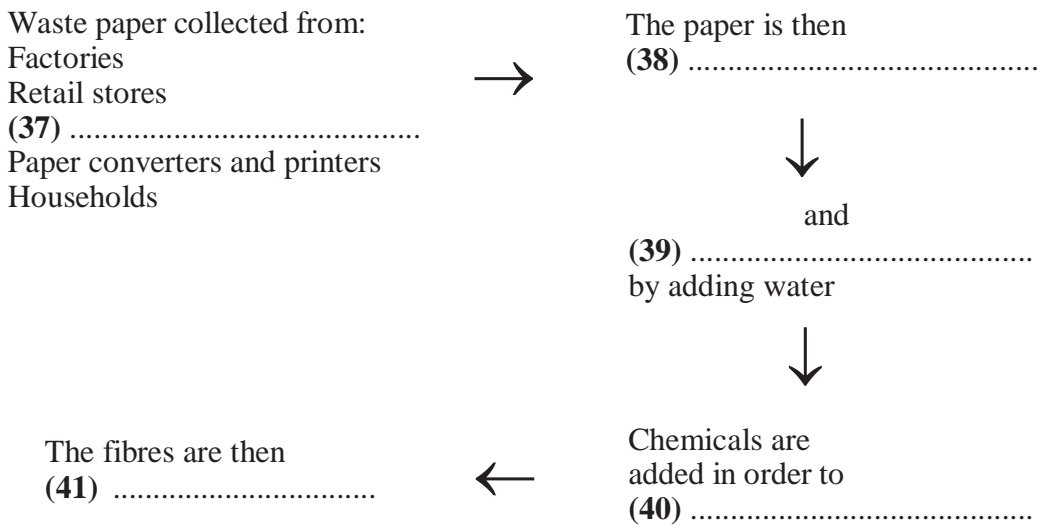 Waste paper collected from:
Factories
Retail stores
(37) ............................................
Paper converters and printers
Households
The paper is then
(38) ............................................
and
(39) ...........................................
by adding water
Chemicals are
added in order to
(40) ...........................................
The fibres are then
(41) .................................